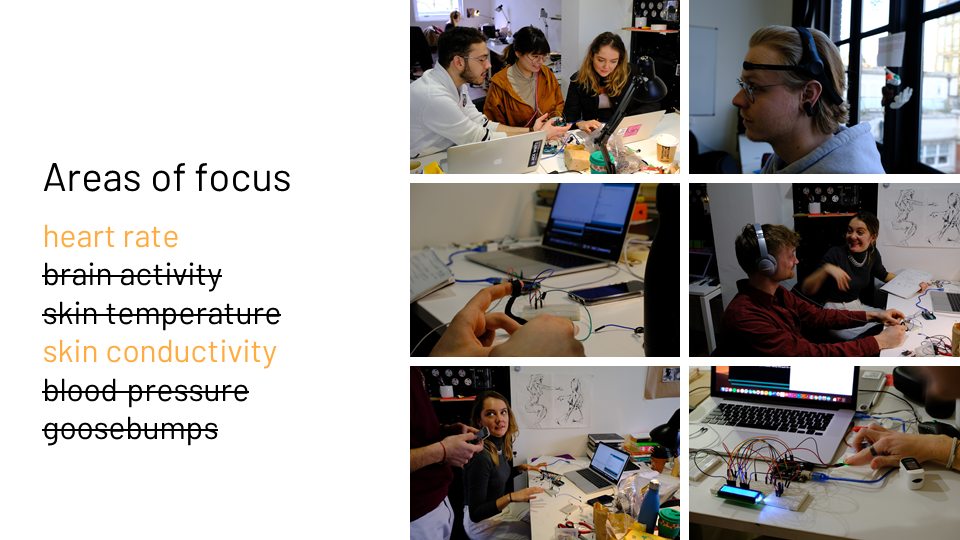 Areas of focus
heart rate
brain activity
skin temperature
skin conductivity
blood pressure
goosebumps